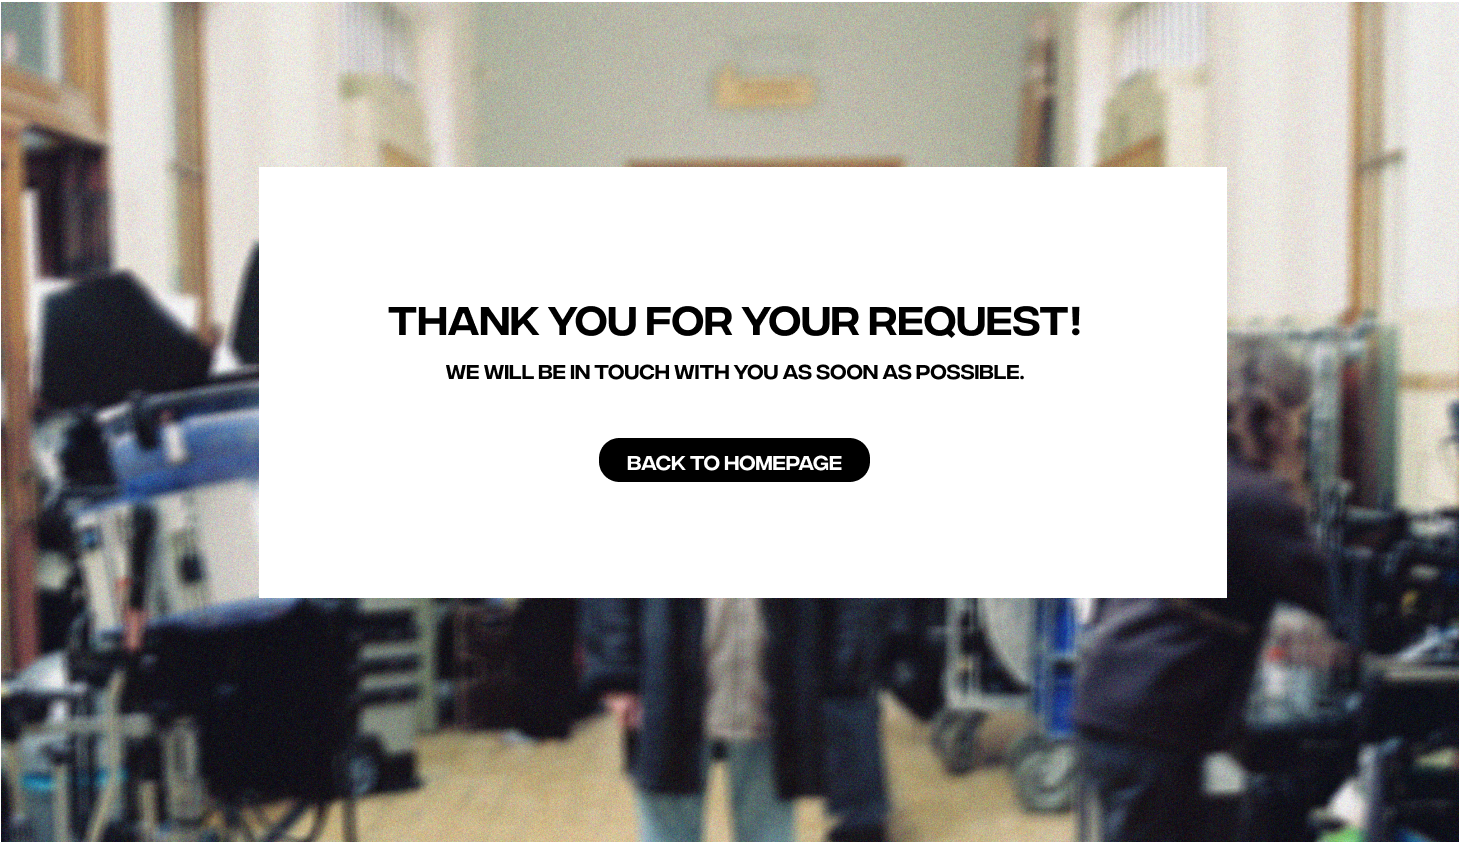 THANK YOU FOR YOUR REQUEST!
WE WILL BE IN TOUCH WITH YOU AS SOON AS POSSIBLE.
BACK TO HOMEPAGE